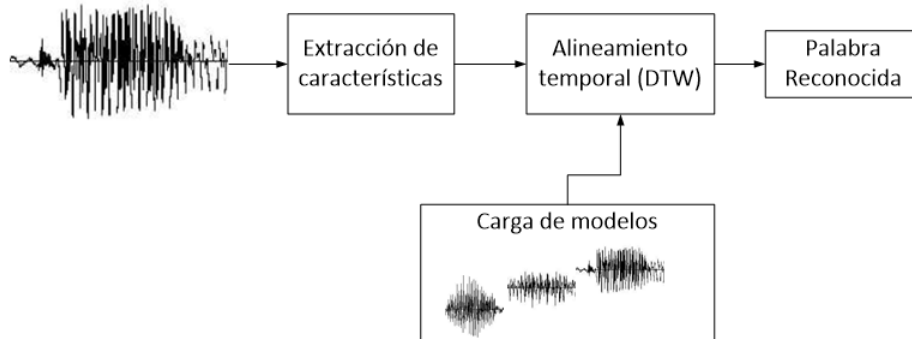 Extracción de
características
Alineamiento
temporal (DTW)
Palabra
Reconocida
Carga de modelos